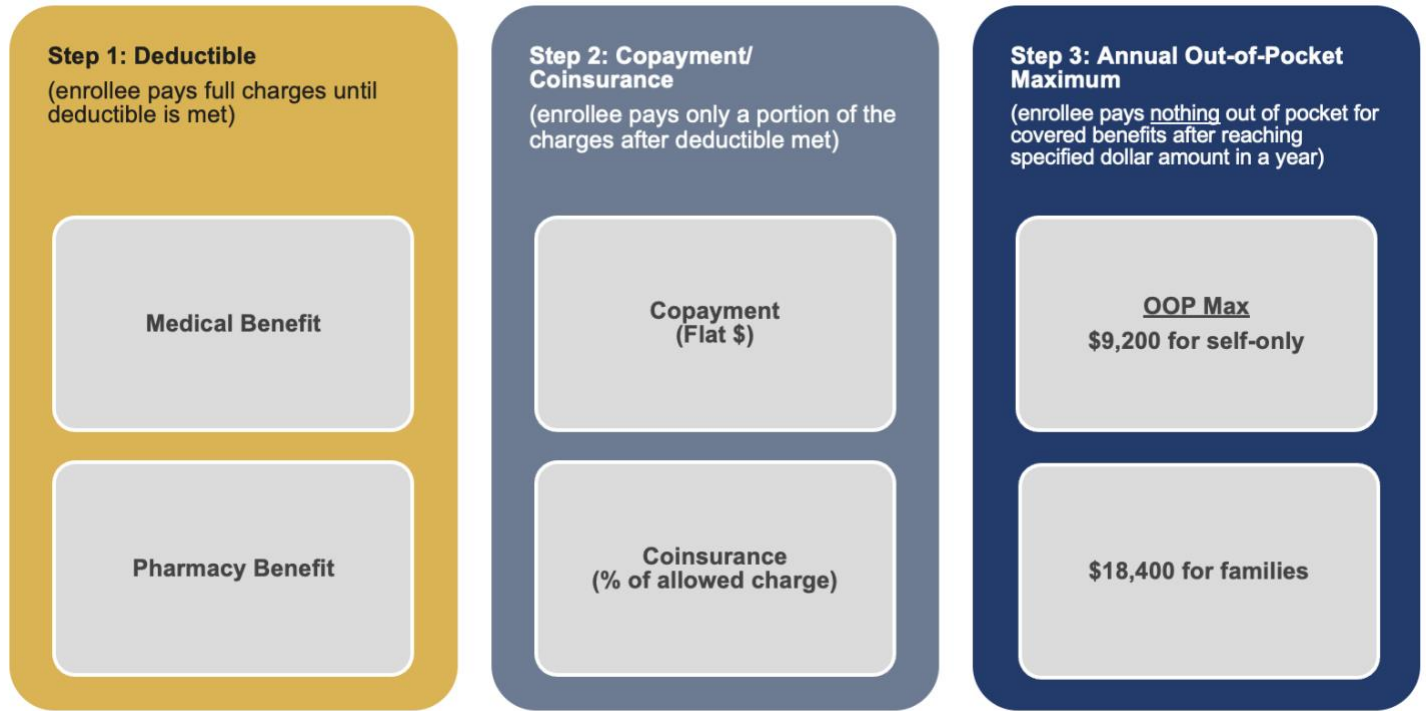 Step 1: Deductible
(enrollee pays full charges until
deductible is met)
Medical Benefit
Pharmacy Benefit
Step 2: Copayment/
Coinsurance
(enrollee pays only a portion of the
charges after deductible met)
Copayment
(Flat $)
Coinsurance
(% of allowed charge)
Step 3: Annual Out-of-Pocket
Maximum
(enrollee pays nothing out of pocket for
covered benefits after reaching
specified dollar amount in a year)
OOP Max
$9,200 for self-only
$18,400 for families